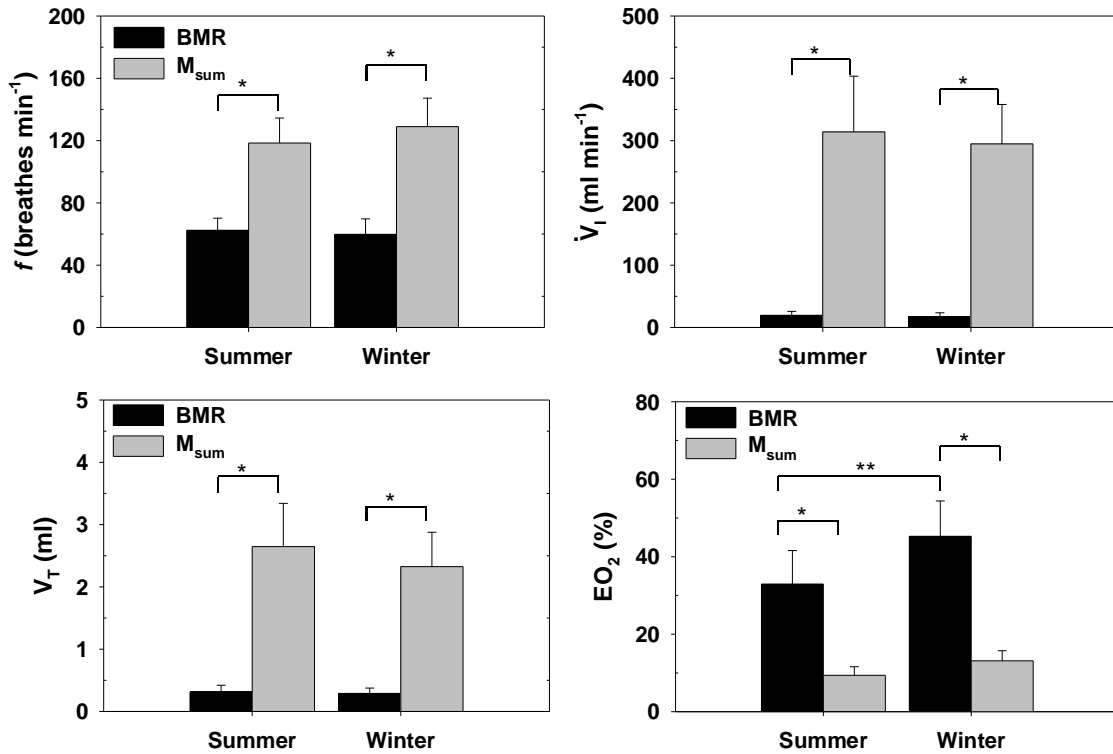 200
160
120
80
40
0
f (breathes min-1)
BMR
Msum
*
*
Summer
Winter
500
400
300
200
100
0
V̇I (ml min-1)
*
*
Summer
Winter
5
4
3
2
1
0
VT (ml)
BMR
Msum
*
*
Summer
Winter
80
60
40
20
0
EO2 (%)
BMR
Msum
*
**
*
Summer
Winter